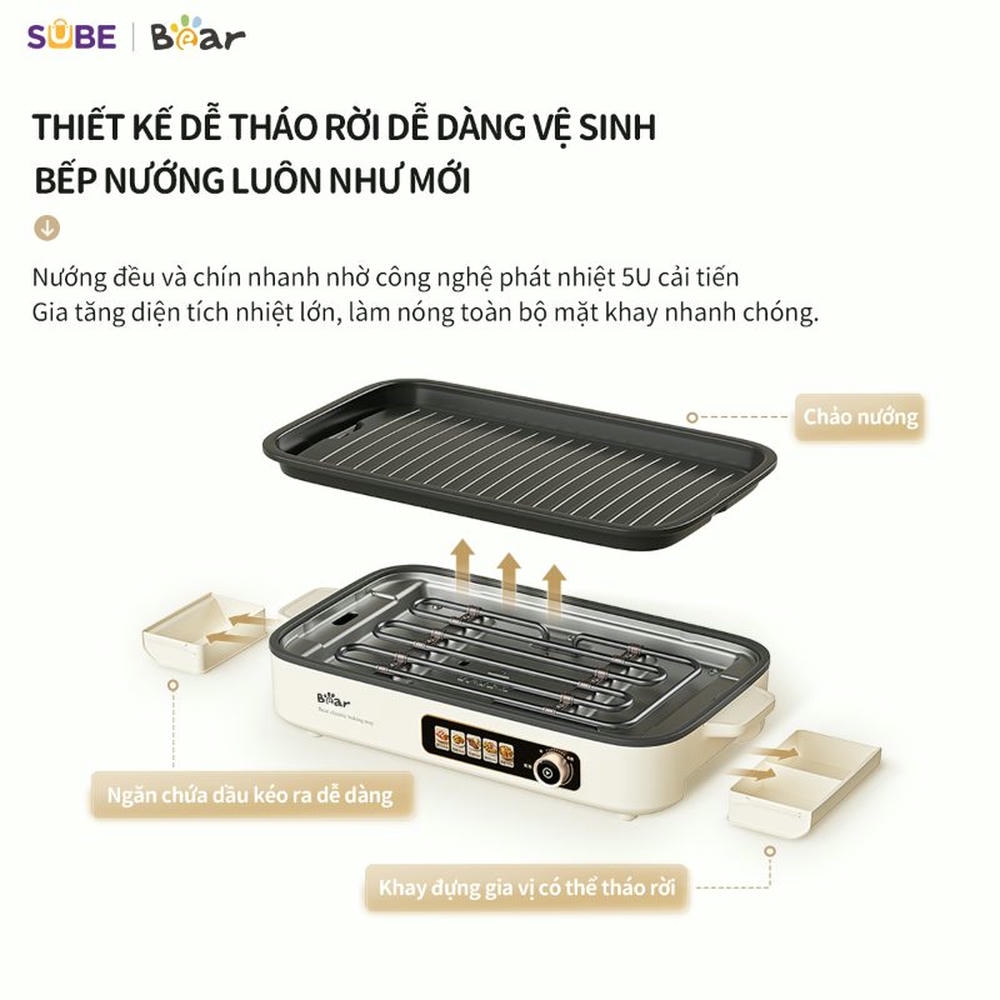 SUBE | Bear
THIẾT KẾ DỄ THÁO RỜI DỄ DÀNG VỆ SINH
BẾP NƯỚNG LUÔN NHƯ MỚI
Nướng đều và chín nhanh nhờ công nghệ phát nhiệt 5U cải tiến
Gia tăng diện tích nhiệt lớn, làm nóng toàn bộ mặt khay nhanh chóng.
Chảo nướng
Bear
Ngăn chứa dầu kéo ra dễ dàng
Khay đựng gia vị có thể tháo rời